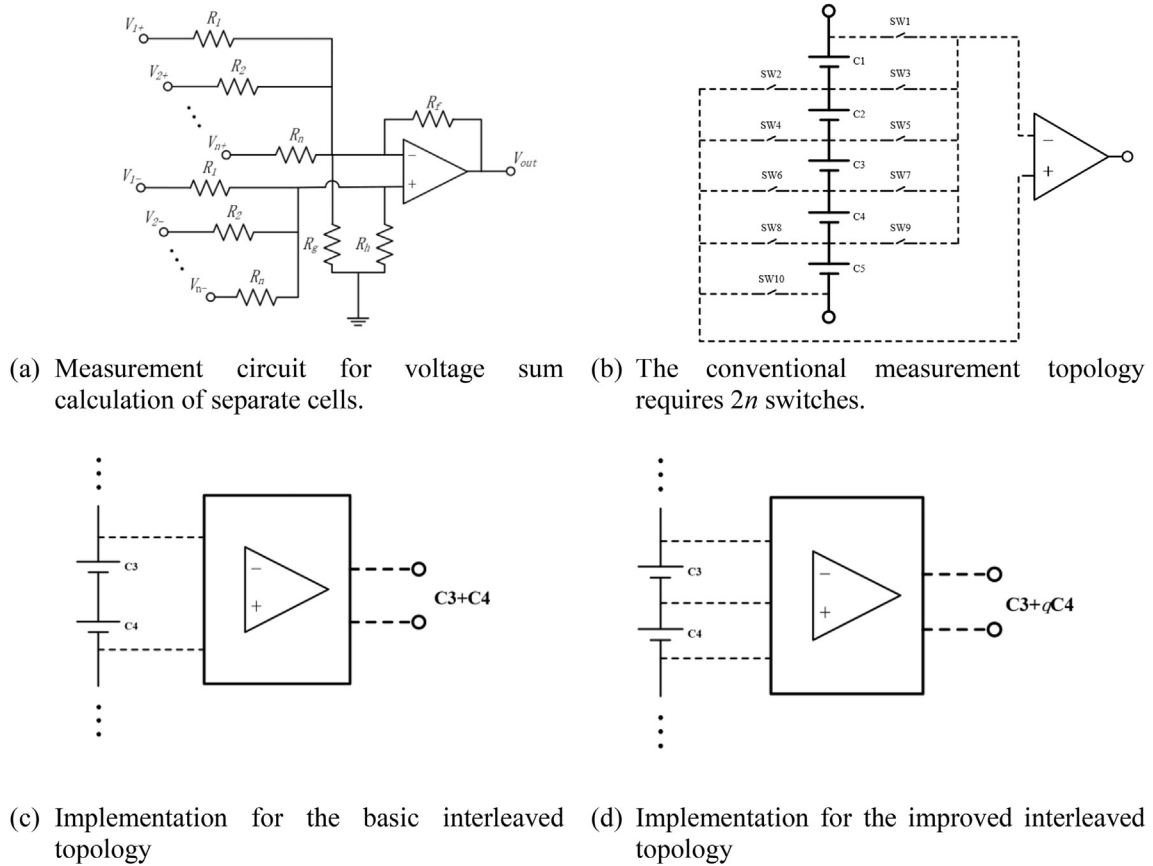 V1+
R1
V2+
R2
Vn+
Rn
Rf
−
+
Vout
V1−
R1
V2−
R2
Rg
Rh
Vn−
Rn
SW1
C1
SW2
SW3
C2
SW4
SW5
−
+
C3
SW6
SW7
C4
SW8
SW9
C5
SW10
(a) Measurement circuit for voltage sum
calculation of separate cells.
(b) The conventional measurement topology
requires 2n switches.
C3
C4
−
+
C3+C4
C3
C4
−
+
C3+qC4
(c) Implementation for the basic interleaved
topology
(d) Implementation for the improved interleaved
topology